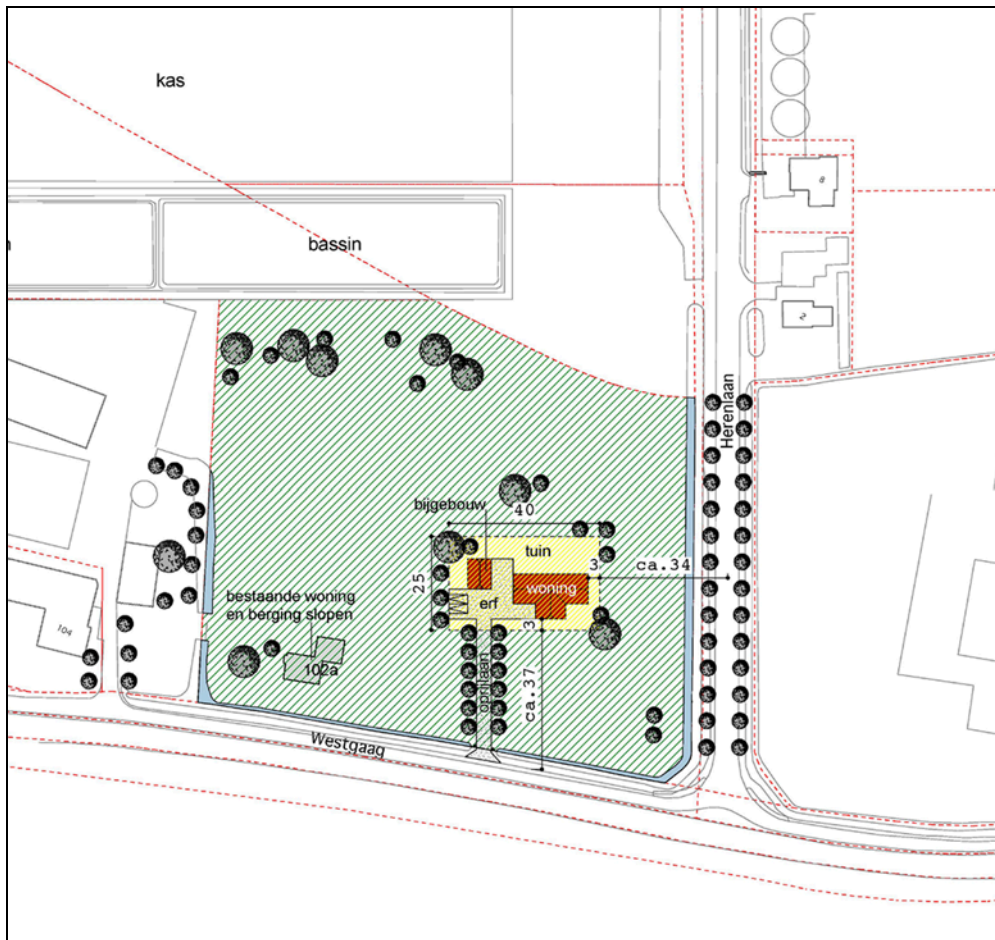 kas
8
bassin
2
Herenlaan
bijgebouw
40
tuin
3
ca.34
25
woning
erf
bestaande woning
en berging slopen
3
104
102a
oprillaan
ca.37
Westgaag